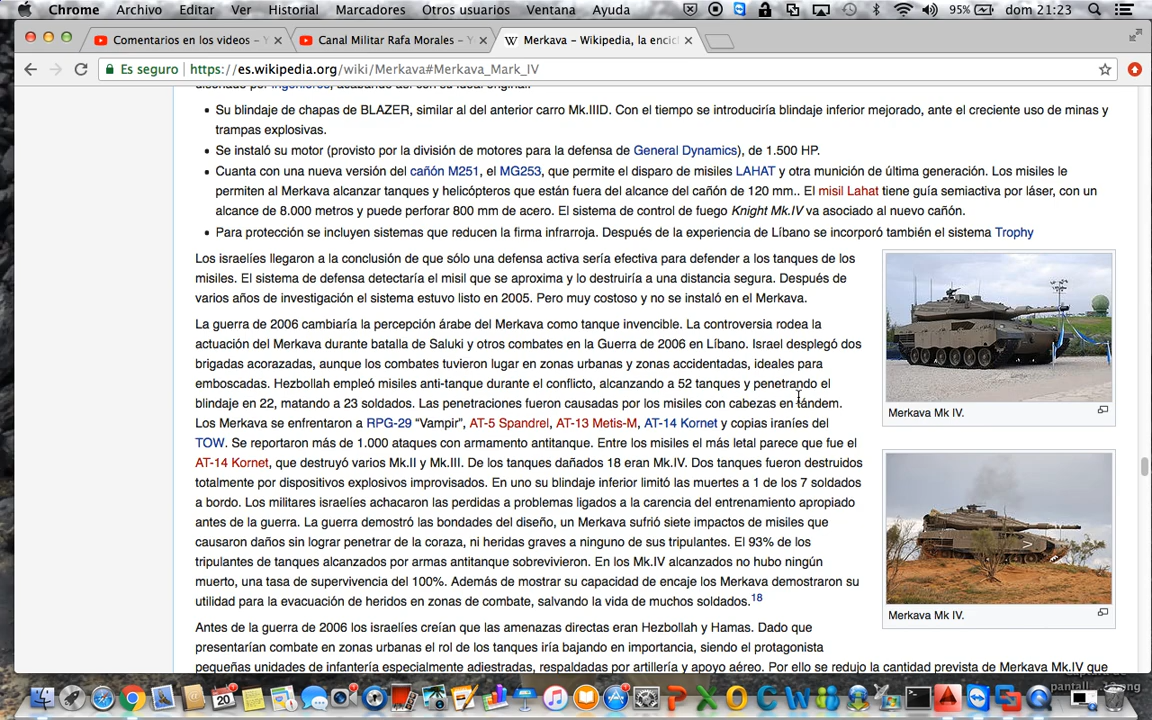 Chrome Archivo Editar Ver Historial Marcadores Otros usuarios Ventana Ayuda 95% dom 21:23
Comentarios en los videos – Y Canal Militar Rafa Morales – Y W Merkava – Wikipedia, la encicl
Es seguro https://es.wikipedia.org/wiki/Merkava#Merkava_Mark_IV
diseñado por ingenieros, acabando así con su ideal original.
• Su blindaje de chapas de BLAZER, similar al del anterior carro Mk.IIID. Con el tiempo se introduciría blindaje inferior mejorado, ante el creciente uso de minas y
trampas explosivas.
• Se instaló su motor (provisto por la división de motores para la defensa de General Dynamics), de 1.500 HP.
• Cuanta con una nueva versión del cañón M251, el MG253, que permite el disparo de misiles LAHAT y otra munición de última generación. Los misiles le
permiten al Merkava alcanzar tanques y helicópteros que están fuera del alcance del cañón de 120 mm.. El misil Lahat tiene guía semiactiva por láser, con un
alcance de 8.000 metros y puede perforar 800 mm de acero. El sistema de control de fuego Knight Mk.IV va asociado al nuevo cañón.
• Para protección se incluyen sistemas que reducen la firma infrarroja. Después de la experiencia de Líbano se incorporó también el sistema Trophy
Los israelíes llegaron a la conclusión de que sólo una defensa activa sería efectiva para defender a los tanques de los
misiles. El sistema de defensa detectaría el misil que se aproxima y lo destruiría a una distancia segura. Después de
varios años de investigación el sistema estuvo listo en 2005. Pero muy costoso y no se instaló en el Merkava.
La guerra de 2006 cambiaría la percepción árabe del Merkava como tanque invencible. La controversia rodea la
actuación del Merkava durante batalla de Saluki y otros combates en la Guerra de 2006 en Líbano. Israel desplegó dos
brigadas acorazadas, aunque los combates tuvieron lugar en zonas urbanas y zonas accidentadas, ideales para
emboscadas. Hezbollah empleó misiles anti-tanque durante el conflicto, alcanzando a 52 tanques y penetrando el
blindaje en 22, matando a 23 soldados. Las penetraciones fueron causadas por los misiles con cabezas en tándem.
Los Merkava se enfrentaron a RPG-29 “Vampir”, AT-5 Spandrel, AT-13 Metis-M, AT-14 Kornet y copias iraníes del
TOW. Se reportaron más de 1.000 ataques con armamento antitanque. Entre los misiles el más letal parece que fue el
AT-14 Kornet, que destruyó varios Mk.II y Mk.III. De los tanques dañados 18 eran Mk.IV. Dos tanques fueron destruidos
totalmente por dispositivos explosivos improvisados. En uno su blindaje inferior limitó las muertes a 1 de los 7 soldados
a bordo. Los militares israelíes achacaron las perdidas a problemas ligados a la carencia del entrenamiento apropiado
antes de la guerra. La guerra demostró las bondades del diseño, un Merkava sufrió siete impactos de misiles que
causaron daños sin lograr penetrar de la coraza, ni heridas graves a ninguno de sus tripulantes. El 93% de los
tripulantes de tanques alcanzados por armas antitanque sobrevivieron. En los Mk.IV alcanzados no hubo ningún
muerto, una tasa de supervivencia del 100%. Además de mostrar su capacidad de encaje los Merkava demostraron su
utilidad para la evacuación de heridos en zonas de combate, salvando la vida de muchos soldados.18
Antes de la guerra de 2006 los israelíes creían que las amenazas directas eran Hezbollah y Hamas. Dado que
presentarían combate en zonas urbanas el rol de los tanques iría bajando en importancia, siendo el protagonista
pequeñas unidades de infantería especialmente adiestradas, respaldadas por artillería y apoyo aéreo. Por ello se redujo la cantidad prevista de Merkava Mk.IV que
Merkava Mk IV.
Merkava Mk IV.
20